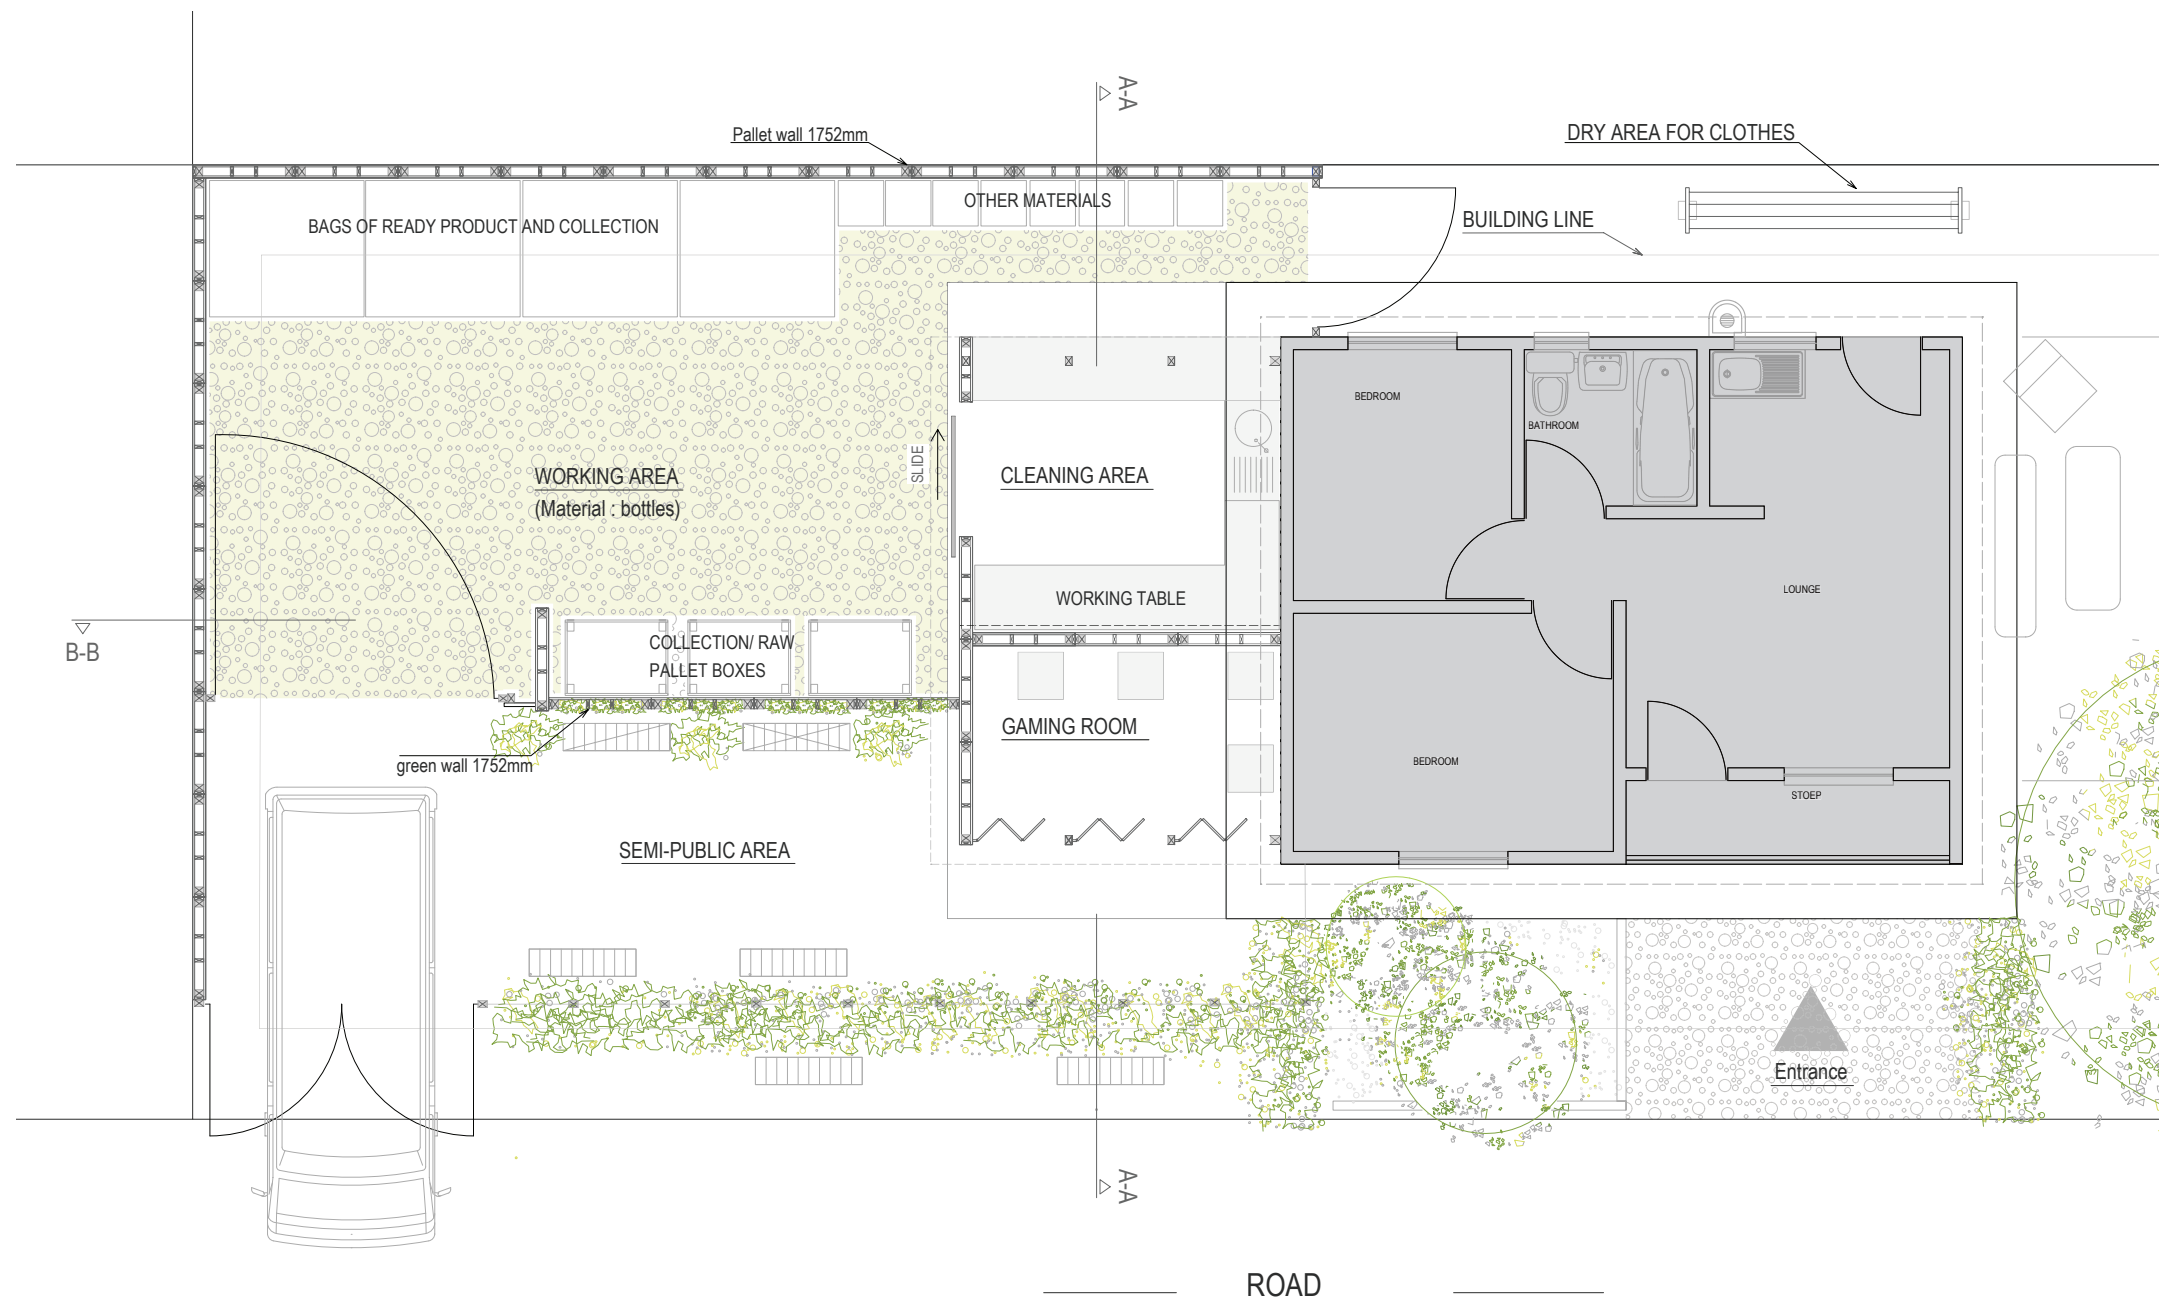 A-A
Pallet wall 1752mm
DRY AREA FOR CLOTHES
OTHER MATERIALS
BAGS OF READY PRODUCT AND COLLECTION
BUILDING LINE
BEDROOM
BATHROOM
SLIDE
WORKING AREA
(Material : bottles)
CLEANING AREA
LOUNGE
WORKING TABLE
B-B
COLLECTION/ RAW
PALLET BOXES
GAMING ROOM
green wall 1752mm
BEDROOM
STOEP
SEMI-PUBLIC AREA
Entrance
A-A
ROAD